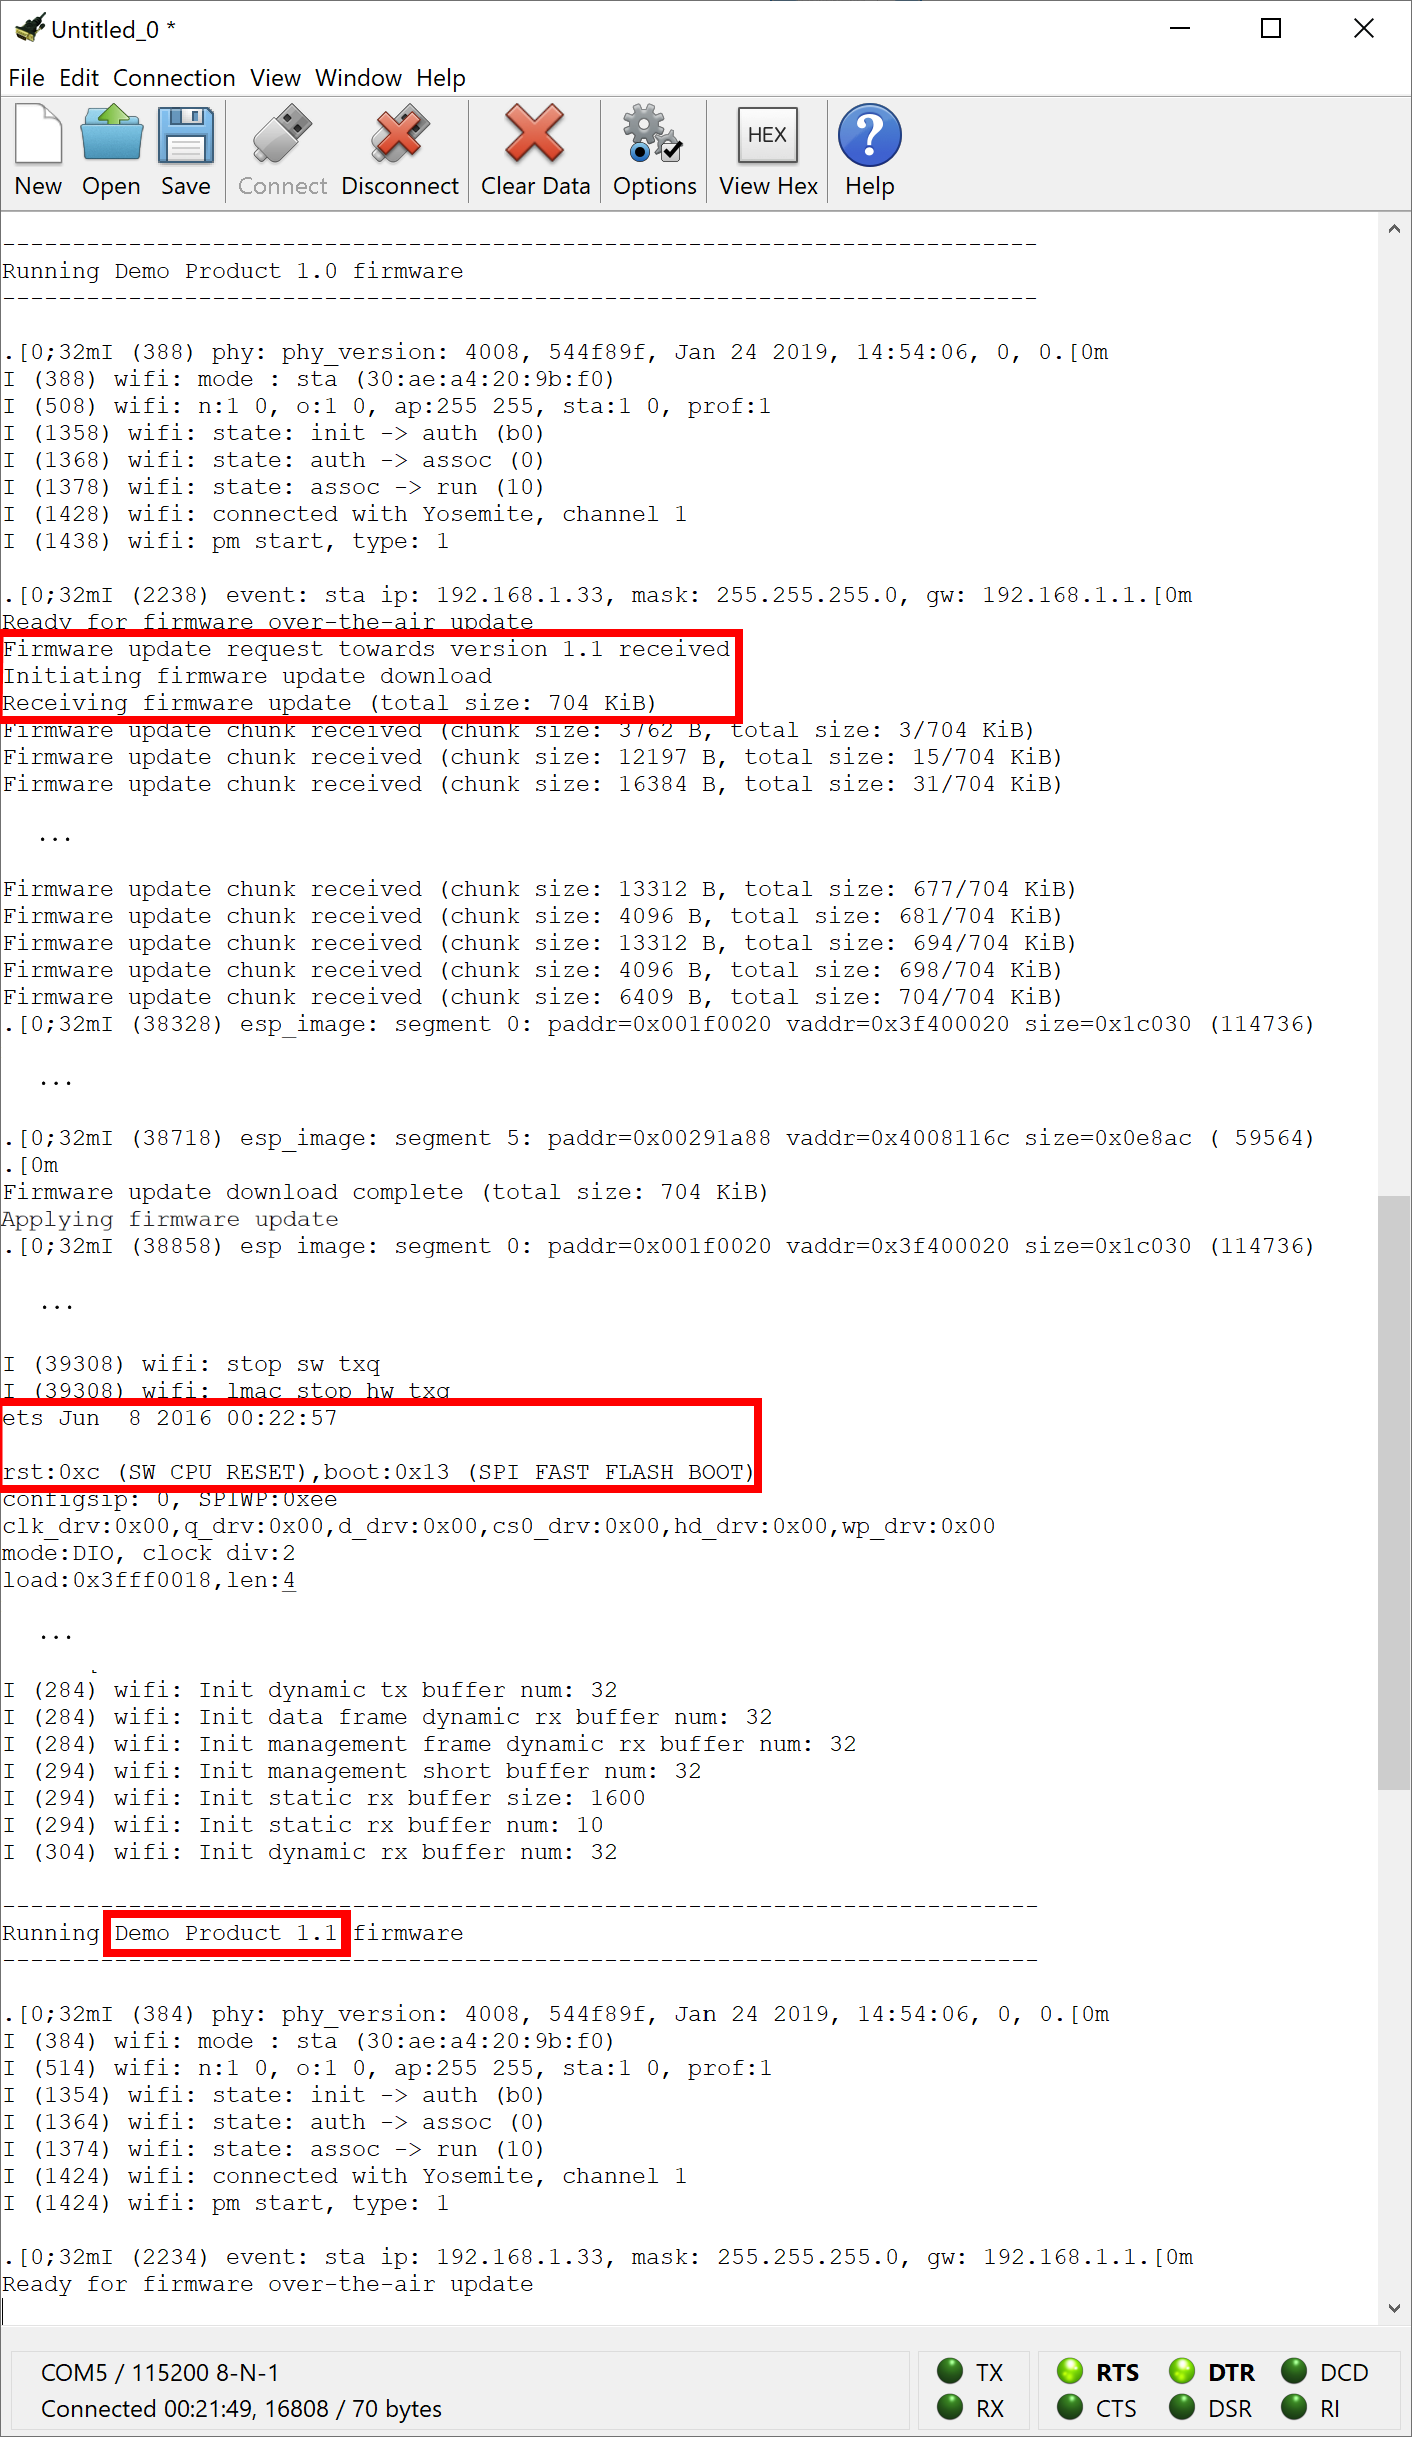 Untitled_0 *
File Edit Connection View Window Help
New Open Save Connect Disconnect Clear Data Options HEX View Hex ? Help
--------------------------------------------------------------------------
Running Demo Product 1.0 firmware
--------------------------------------------------------------------------
.[0;32mI (388) phy: phy_version: 4008, 544f89f, Jan 24 2019, 14:54:06, 0, 0.[0m
I (388) wifi: mode : sta (30:ae:a4:20:9b:f0)
I (508) wifi: n:1 0, o:1 0, ap:255 255, sta:1 0, prof:1
I (1358) wifi: state: init -> auth (b0)
I (1368) wifi: state: auth -> assoc (0)
I (1378) wifi: state: assoc -> run (10)
I (1428) wifi: connected with Yosemite, channel 1
I (1438) wifi: pm start, type: 1
.[0;32mI (2238) event: sta ip: 192.168.1.33, mask: 255.255.255.0, gw: 192.168.1.1.[0m
Ready for firmware over-the-air update
Firmware update request towards version 1.1 received
Initiating firmware update download
Receiving firmware update (total size: 704 KiB)
Firmware update chunk received (chunk size: 3762 B, total size: 3/704 KiB)
Firmware update chunk received (chunk size: 12197 B, total size: 15/704 KiB)
Firmware update chunk received (chunk size: 16384 B, total size: 31/704 KiB)
...
Firmware update chunk received (chunk size: 13312 B, total size: 677/704 KiB)
Firmware update chunk received (chunk size: 4096 B, total size: 681/704 KiB)
Firmware update chunk received (chunk size: 13312 B, total size: 694/704 KiB)
Firmware update chunk received (chunk size: 4096 B, total size: 698/704 KiB)
Firmware update chunk received (chunk size: 6409 B, total size: 704/704 KiB)
.[0;32mI (38328) esp_image: segment 0: paddr=0x001f0020 vaddr=0x3f400020 size=0x1c030 (114736)
...
.[0;32mI (38718) esp_image: segment 5: paddr=0x00291a88 vaddr=0x4008116c size=0x0e8ac ( 59564)
.[0m
Firmware update download complete (total size: 704 KiB)
Applying firmware update
.[0;32mI (38858) esp image: segment 0: paddr=0x001f0020 vaddr=0x3f400020 size=0x1c030 (114736)
...
I (39308) wifi: stop sw txq
I (39308) wifi: lmac stop hw txq
ets Jun  8 2016 00:22:57
rst:0xc (SW CPU RESET),boot:0x13 (SPI FAST FLASH BOOT)
configsip: 0, SPIWP:0xee
clk_drv:0x00,q_drv:0x00,d_drv:0x00,cs0_drv:0x00,hd_drv:0x00,wp_drv:0x00
mode:DIO, clock div:2
load:0x3fff0018,len:4
...
I (284) wifi: Init dynamic tx buffer num: 32
I (284) wifi: Init data frame dynamic rx buffer num: 32
I (284) wifi: Init management frame dynamic rx buffer num: 32
I (294) wifi: Init management short buffer num: 32
I (294) wifi: Init static rx buffer size: 1600
I (294) wifi: Init static rx buffer num: 10
I (304) wifi: Init dynamic rx buffer num: 32
--------------------------------------------------------------------------
Running Demo Product 1.1 firmware
--------------------------------------------------------------------------
.[0;32mI (384) phy: phy_version: 4008, 544f89f, Jan 24 2019, 14:54:06, 0, 0.[0m
I (384) wifi: mode : sta (30:ae:a4:20:9b:f0)
I (514) wifi: n:1 0, o:1 0, ap:255 255, sta:1 0, prof:1
I (1354) wifi: state: init -> auth (b0)
I (1364) wifi: state: auth -> assoc (0)
I (1374) wifi: state: assoc -> run (10)
I (1424) wifi: connected with Yosemite, channel 1
I (1424) wifi: pm start, type: 1
.[0;32mI (2234) event: sta ip: 192.168.1.33, mask: 255.255.255.0, gw: 192.168.1.1.[0m
Ready for firmware over-the-air update
COM5 / 115200 8-N-1 TX RTS DTR DCD
Connected 00:21:49, 16808 / 70 bytes RX CTS DSR RI